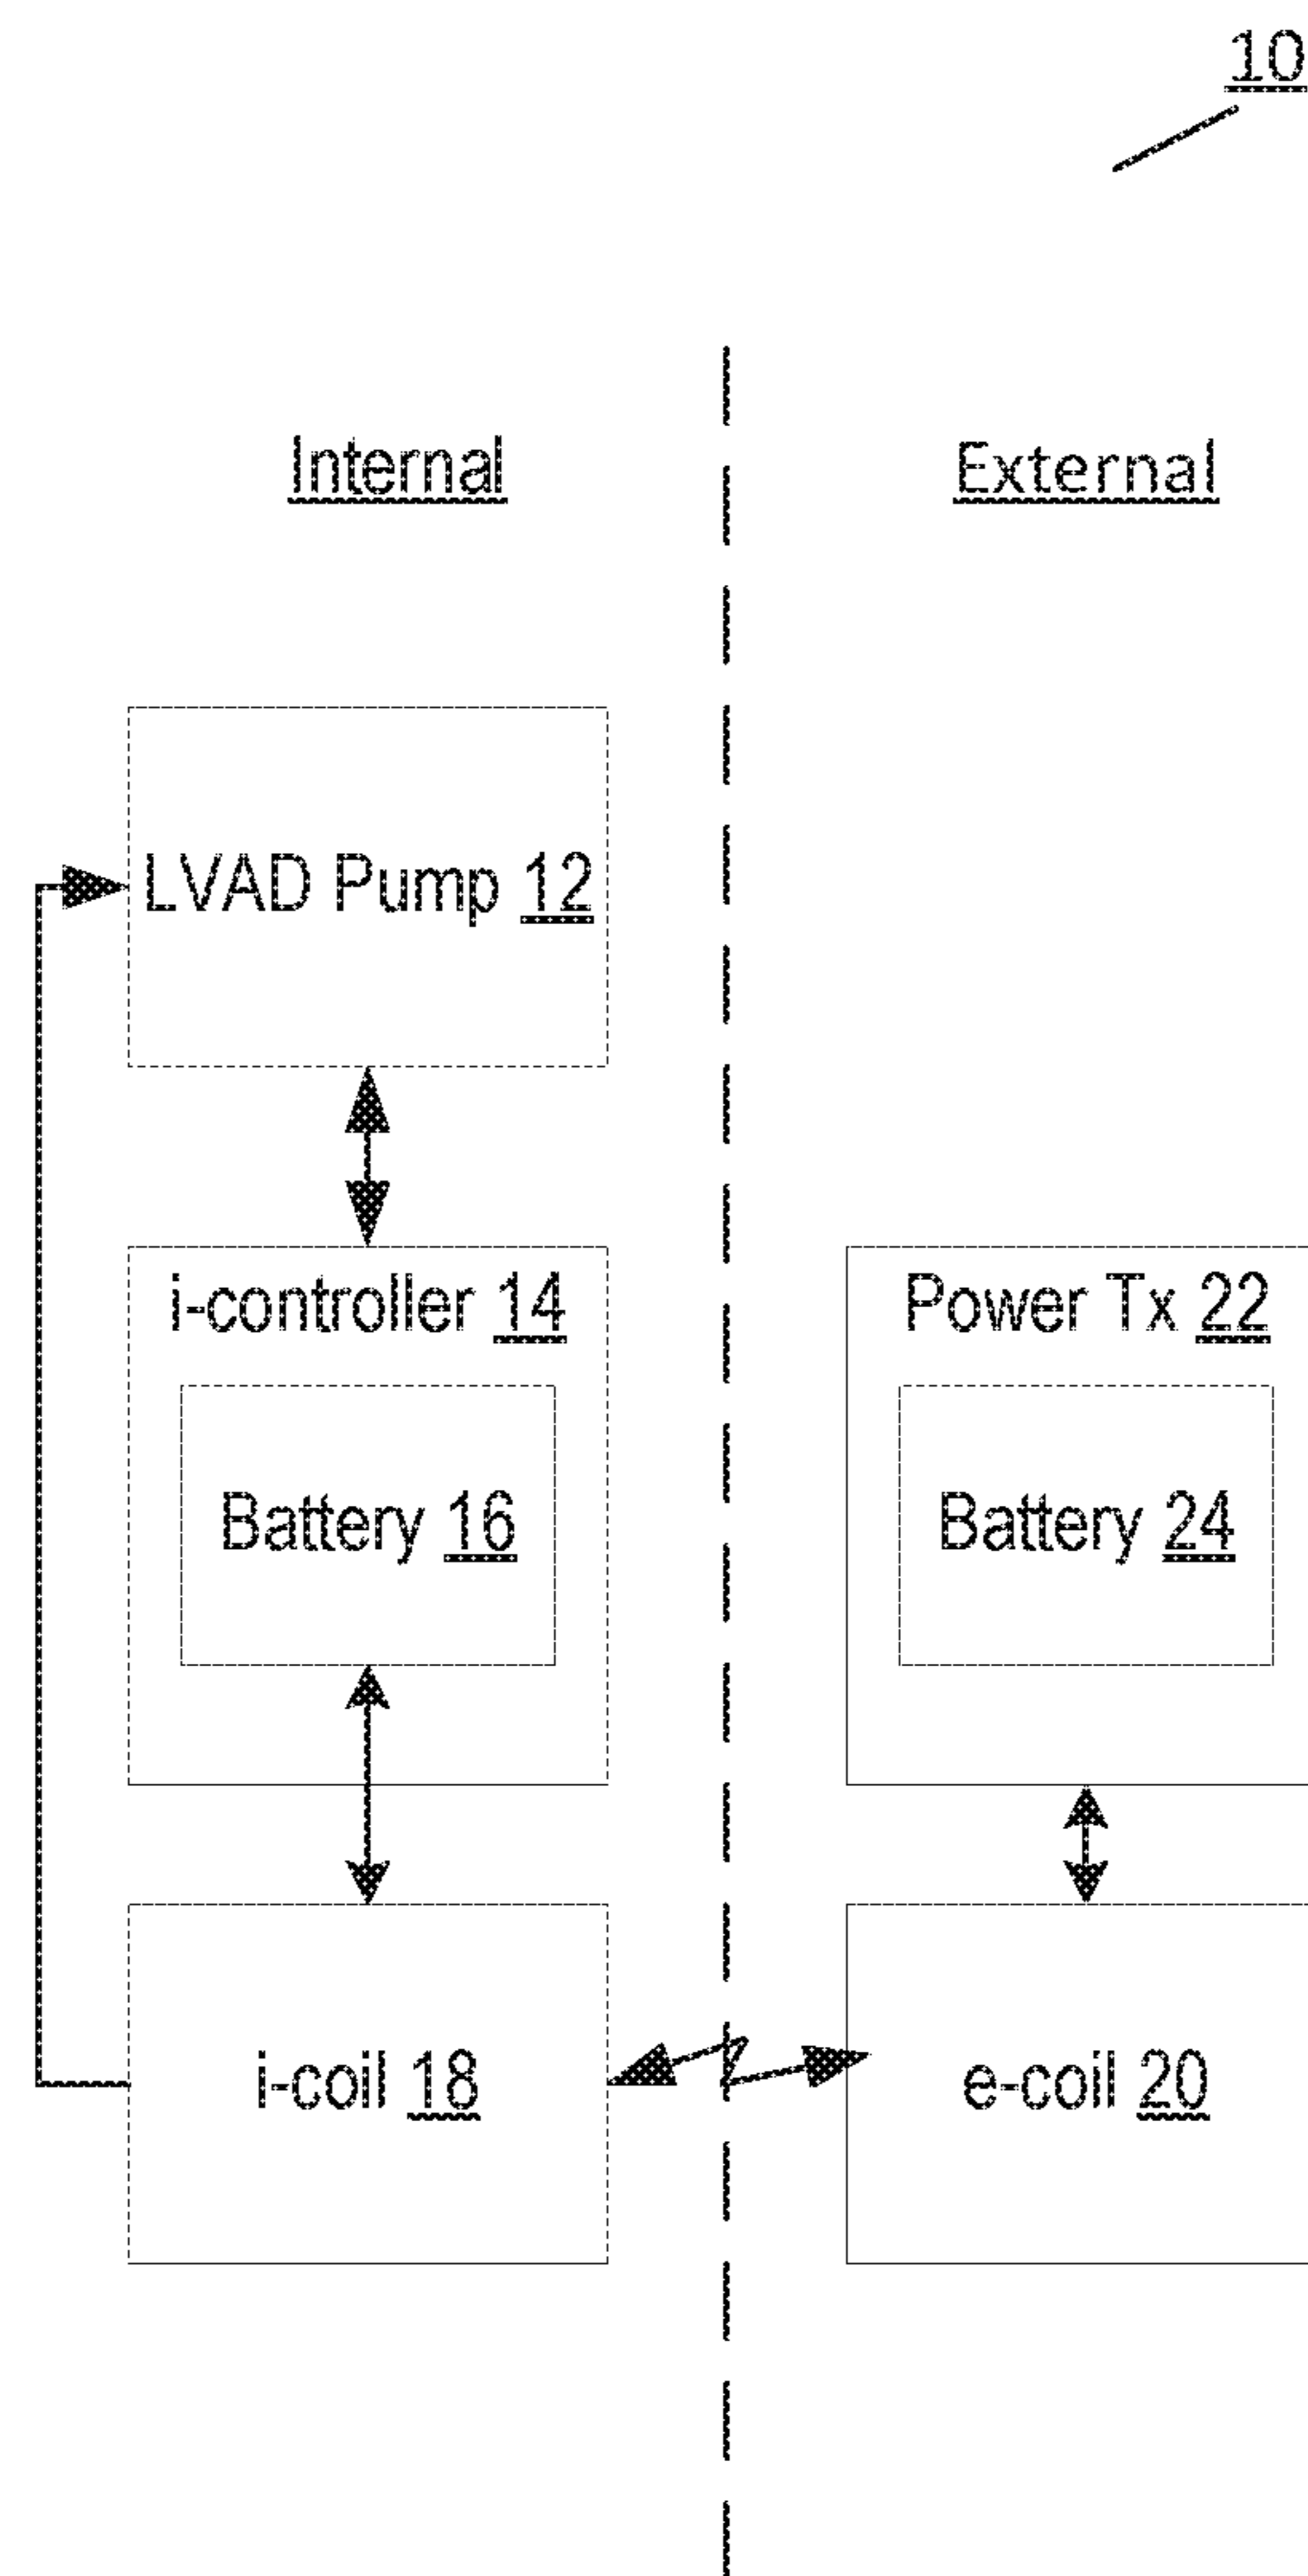 10
Internal
External
LVAD Pump 12
i-controller 14
Power Tx 22
Battery 16
Battery 24
i-coil 18
e-coil 20